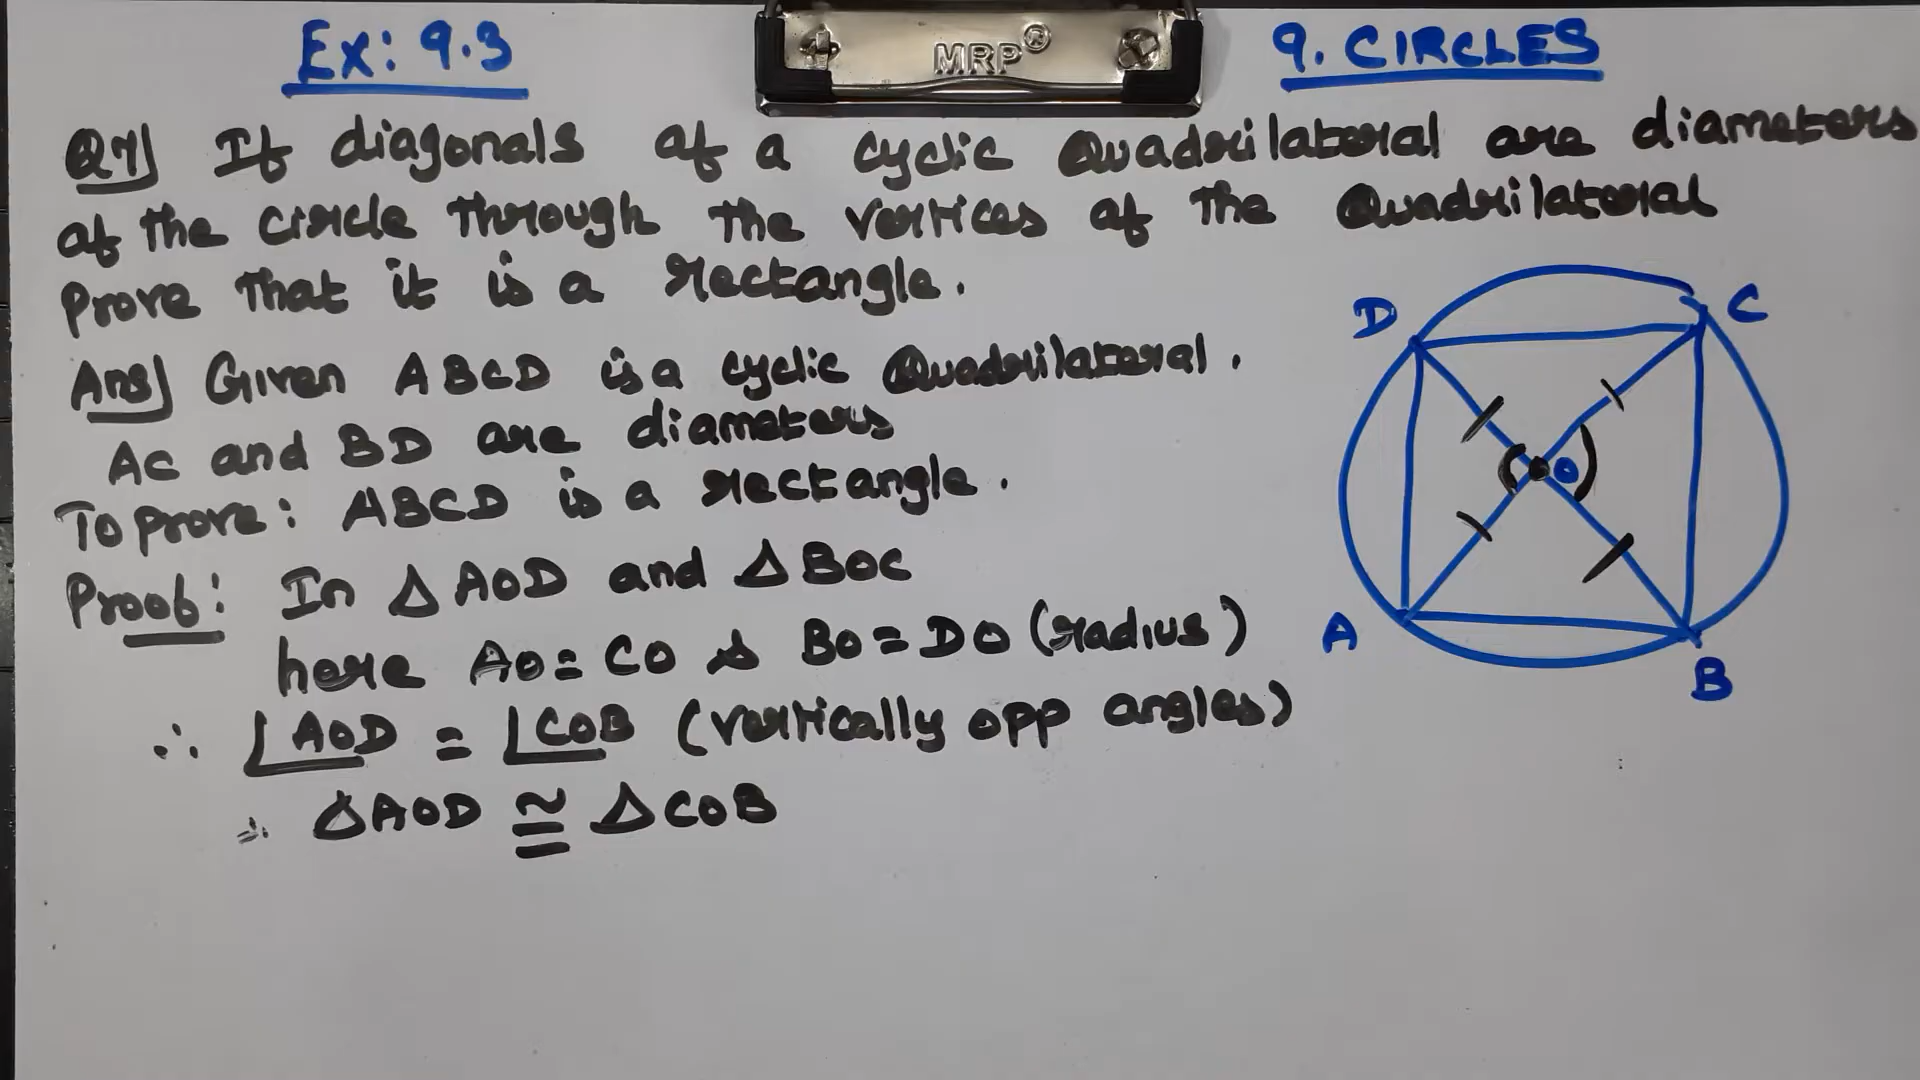 Ex: 9.3
MRP®
9. CIRCLES
Q7) If diagonals of a cyclic Quadrilateral are diameters
of the circle through the vertices of the Quadrilateral
Prove that it is a rectangle.
Ans) Given ABCD is a cyclic Quadrilateral.
AC and BD are diameters
To prove: ABCD is a rectangle.
Proof: In △AOD and △BOC
here AO = CO & BO = DO (radius)
∴ ∠AOD = ∠COB (vertically opp angles)
∴ △AOD ≅ △COB
D
C
O
A
B